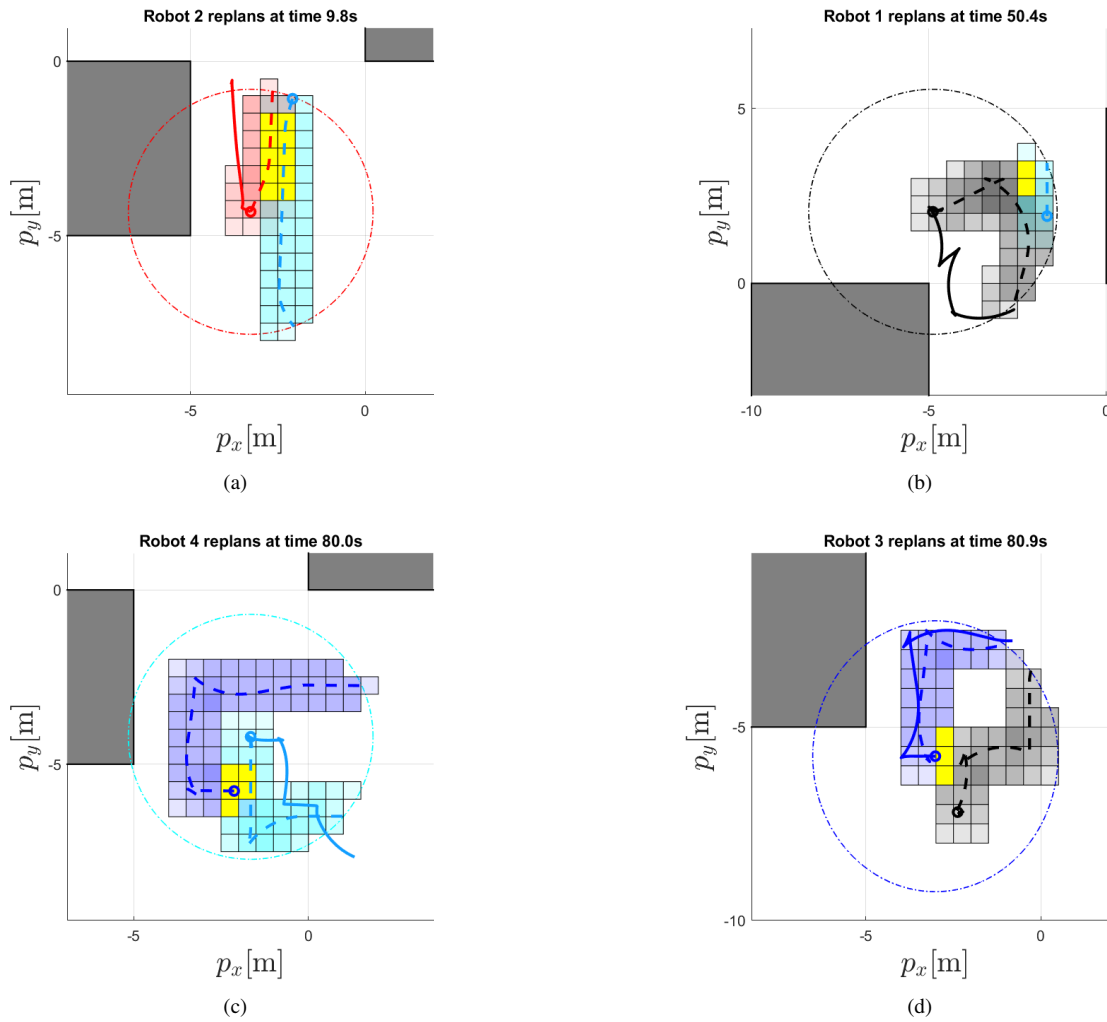 Robot 2 replans at time 9.8s
0
-5
-5
0
p_y[m]
p_x[m]
(a)
Robot 1 replans at time 50.4s
5
0
-10
-5
0
p_y[m]
p_x[m]
(b)
Robot 4 replans at time 80.0s
0
-5
-5
0
p_y[m]
p_x[m]
(c)
Robot 3 replans at time 80.9s
-5
-10
-5
0
p_y[m]
p_x[m]
(d)